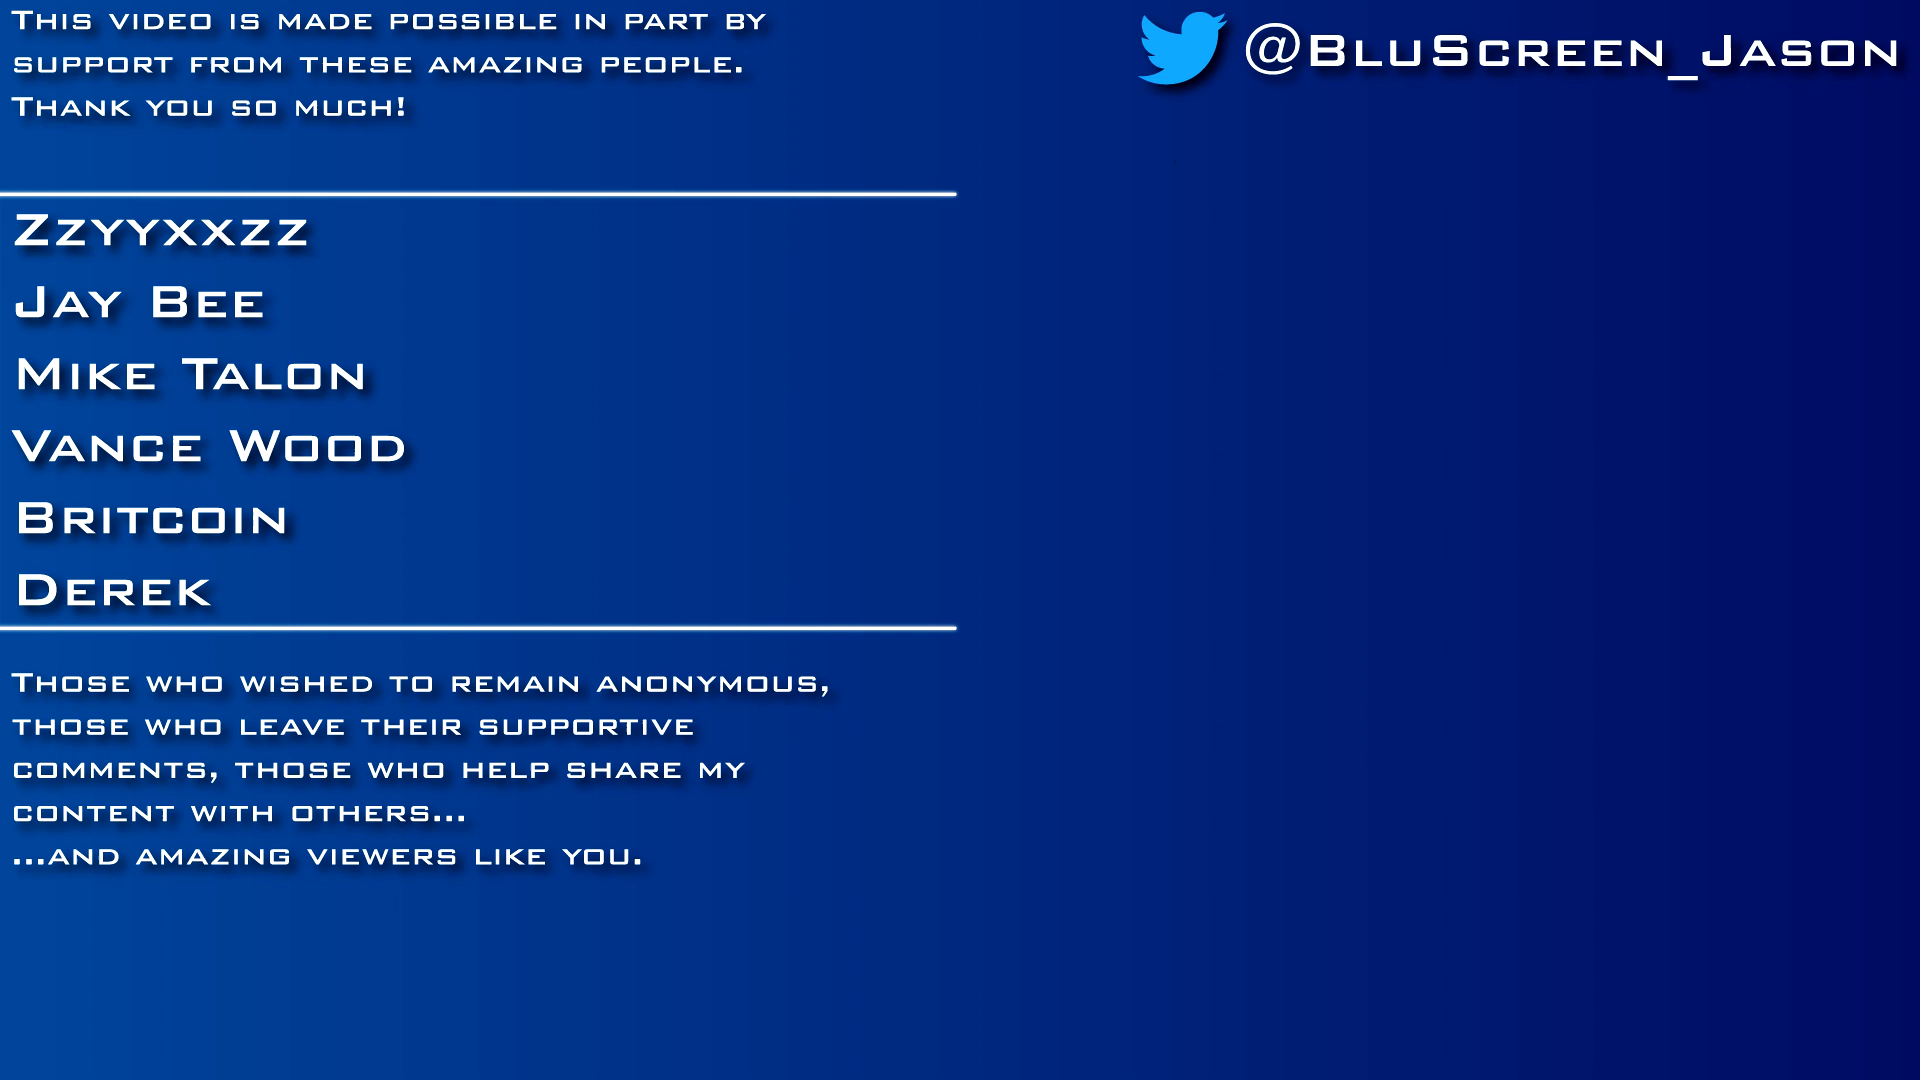 This video is made possible in part by
support from these amazing people.
Thank you so much!
@BluScreen_Jason
Zzyyxxzz
Jay Bee
Mike Talon
Vance Wood
Britcoin
Derek
Those who wished to remain anonymous,
those who leave their supportive
comments, those who help share my
content with others...
...and amazing viewers like you.